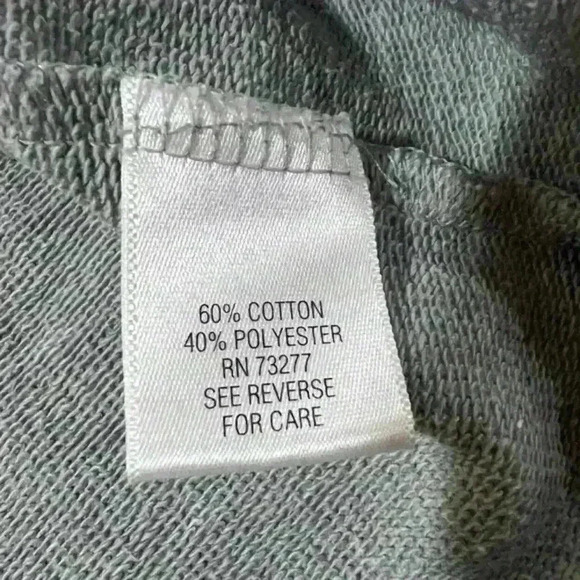 60% COTTON
40% POLYESTER
RN 73277
SEE REVERSE
FOR CARE